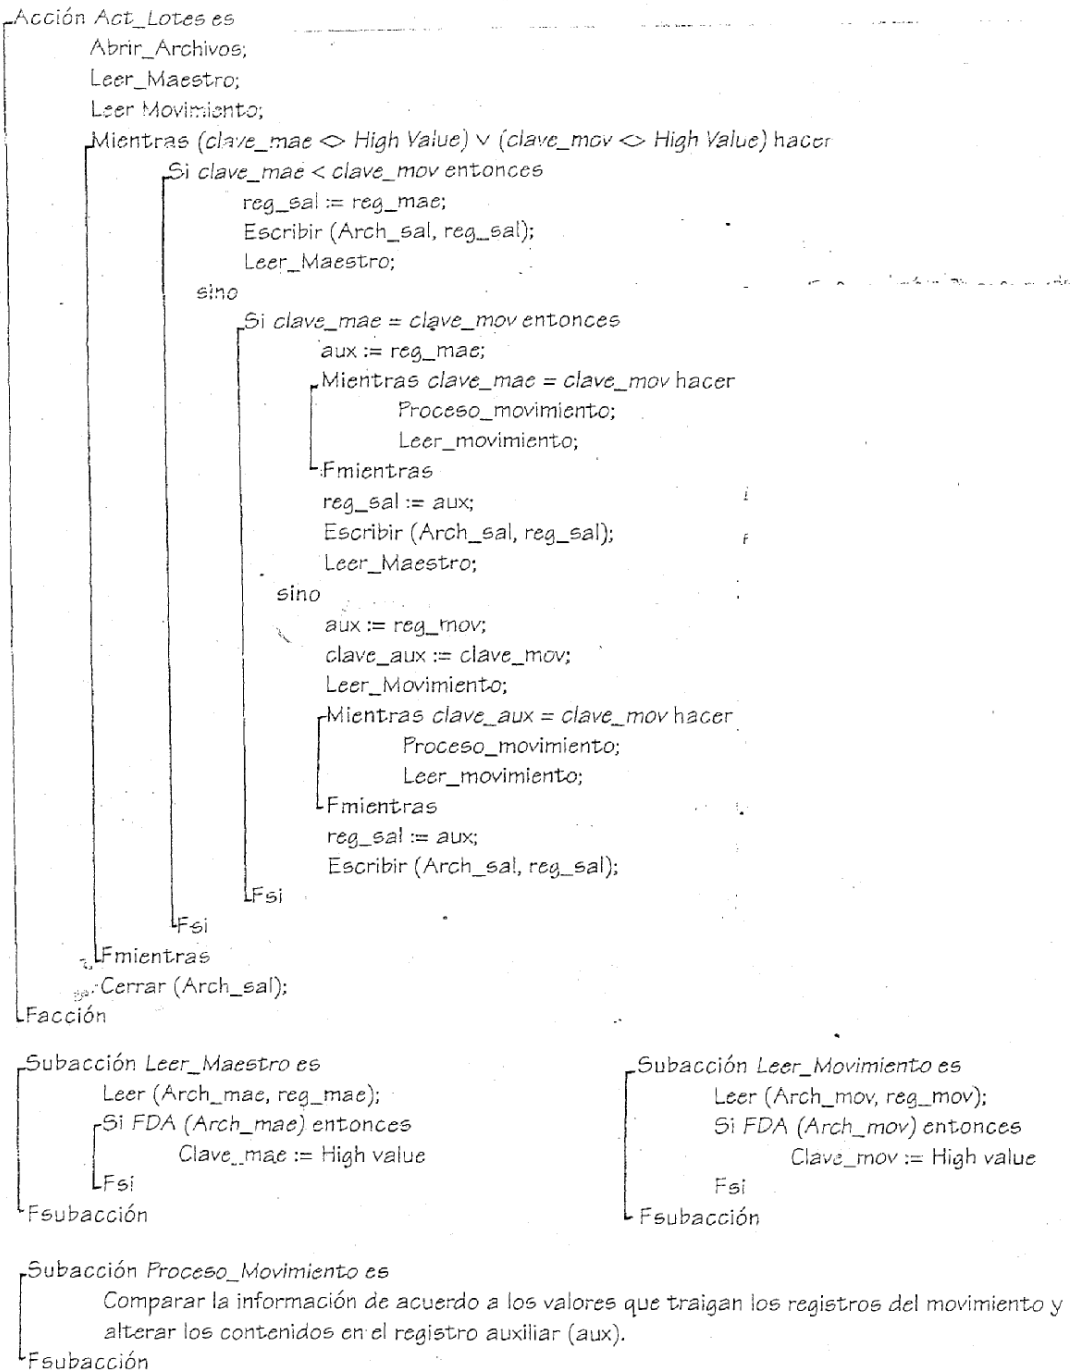 Acción Act_Lotes es
Abrir_Archivos;
Leer_Maestro;
Leer Movimiento;
Mientras (clave_mae <> High Value) ∨ (clave_mov <> High Value) hacer
Si clave_mae < clave_mov entonces
reg_sal := reg_mae;
Escribir (Arch_sal, reg_sal);
Leer_Maestro;
sino
Si clave_mae = clave_mov entonces
aux := reg_mae;
Mientras clave_mae = clave_mov hacer
Proceso_movimiento;
Leer_movimiento;
Fmientras
reg_sal := aux;
Escribir (Arch_sal, reg_sal);
Leer_Maestro;
sino
aux := reg_mov;
clave_aux := clave_mov;
Leer_Movimiento;
Mientras clave_aux = clave_mov hacer
Proceso_movimiento;
Leer_movimiento;
Fmientras
reg_sal := aux;
Escribir (Arch_sal, reg_sal);
Fsi
Fsi
Fmientras
Cerrar (Arch_sal);
Facción
Subacción Leer_Maestro es
Leer (Arch_mae, reg_mae);
Si FDA (Arch_mae) entonces
Clave_mae := High value
Fsi
Fsubacción
Subacción Leer_Movimiento es
Leer (Arch_mov, reg_mov);
Si FDA (Arch_mov) entonces
Clave_mov := High value
Fsi
Fsubacción
Subacción Proceso_Movimiento es
Comparar la información de acuerdo a los valores que traigan los registros del movimiento y
alterar los contenidos en el registro auxiliar (aux).
Fsubacción